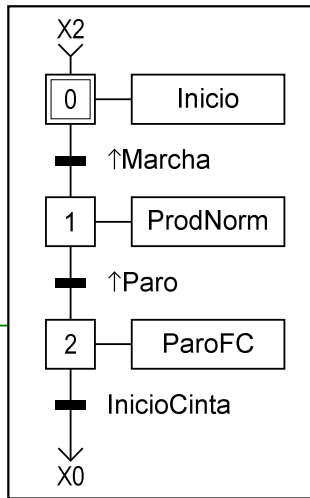 X2
0 Inicio
↑Marcha
1 ProdNorm
↑Paro
2 ParoFC
InicioCinta
X0